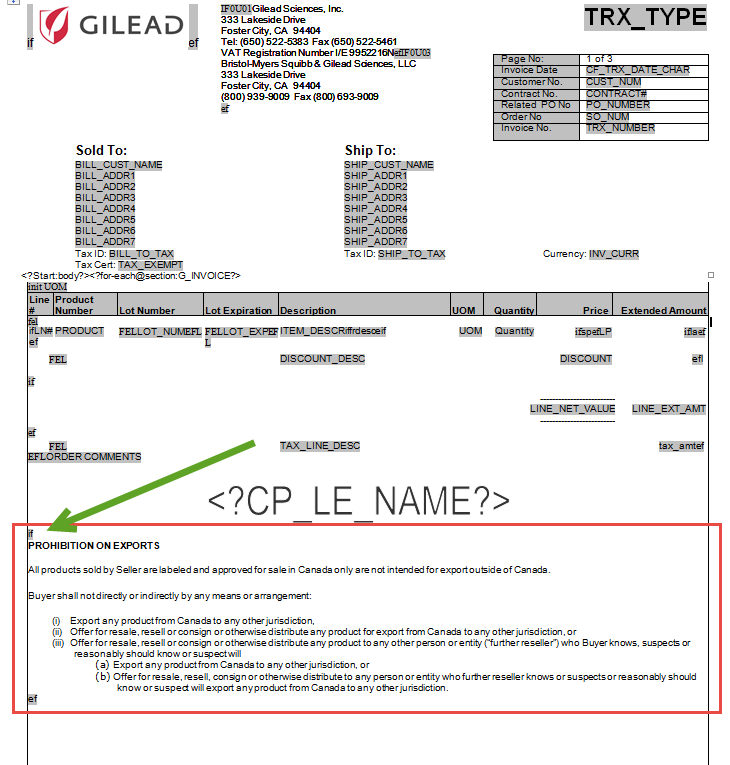 GILEAD
if ef
IF0U01Gilead Sciences, Inc.
333 Lakeside Drive
Foster City, CA 94404
Tel: (650) 522-5383 Fax (650) 522-5461
VAT Registration Number I/E 9952216NefIF0U03
Bristol-Myers Squibb & Gilead Sciences, LLC
333 Lakeside Drive
Foster City, CA 94404
(800) 939-9009 Fax (800) 693-9009
ef
TRX_TYPE
Page No: 1 of 3
Invoice Date CF_TRX_DATE_CHAR
Customer No. CUST_NUM
Contract No. CONTRACT#
Related PO No PO_NUMBER
Order No SO_NUM
Invoice No. TRX_NUMBER
Sold To:
BILL_CUST_NAME
BILL_ADDR1
BILL_ADDR2
BILL_ADDR3
BILL_ADDR4
BILL_ADDR5
BILL_ADDR6
BILL_ADDR7
Tax ID: BILL_TO_TAX
Tax Cert: TAX_EXEMPT
Ship To:
SHIP_CUST_NAME
SHIP_ADDR1
SHIP_ADDR2
SHIP_ADDR3
SHIP_ADDR4
SHIP_ADDR5
SHIP_ADDR6
SHIP_ADDR7
Tax ID: SHIP_TO_TAX
Currency: INV_CURR
<?Start:body?><?for-each@section:G_INVOICE?>
init UOM
Line # Product Number Lot Number Lot Expiration Description UOM Quantity Price Extended Amount
fel
ifLN# PRODUCT FELLOT_NUMEFL FELLOT_EXPEFL ITEM_DESCRiffrdesceif UOM Quantity ifspefLP iflaef
ef
FEL DISCOUNT_DESC DISCOUNT efl
if
-------------------------
LINE_NET_VALUE LINE_EXT_AMT
-------------------------
ef
FEL TAX_LINE_DESC tax_amtef
EFLORDER COMMENTS
<?CP_LE_NAME?>
if
PROHIBITION ON EXPORTS
All products sold by Seller are labeled and approved for sale in Canada only are not intended for export outside of Canada.
Buyer shall not directly or indirectly by any means or arrangement:
(i) Export any product from Canada to any other jurisdiction,
(ii) Offer for resale, resell or consign or otherwise distribute any product for export from Canada to any other jurisdiction, or
(iii) Offer for resale, resell or consign or otherwise distribute any product to any other person or entity ("further reseller") who Buyer knows, suspects or
reasonably should know or suspect will
(a) Export any product from Canada to any other jurisdiction, or
(b) Offer for resale, resell, consign or otherwise distribute to any person or entity who further reseller knows or suspects or reasonably should
know or suspect will export any product from Canada to any other jurisdiction.
ef